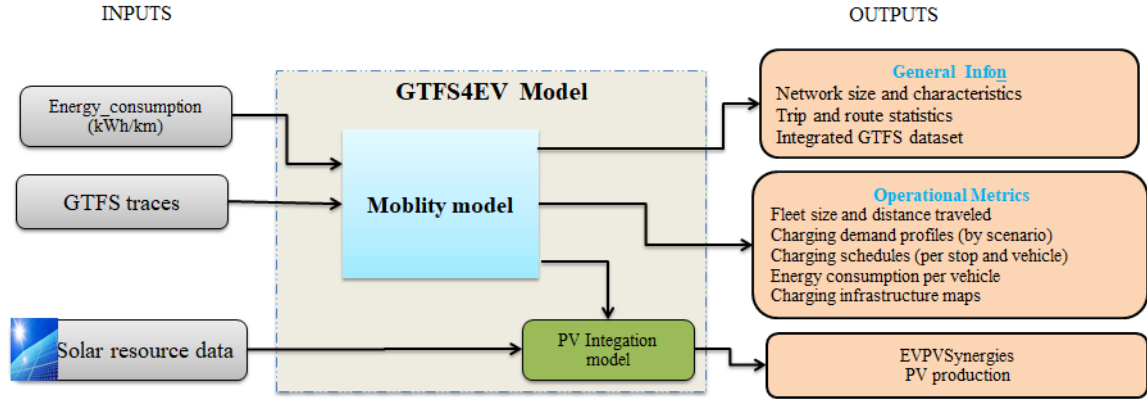 INPUTS
OUTPUTS
Energy_consumption
(kWh/km)
GTFS traces
Solar resource data
GTFS4EV Model
Moblity model
PV Integation
model
General Infon
Network size and characteristics
Trip and route statistics
Integrated GTFS dataset
Operational Metrics
Fleet size and distance traveled
Charging demand profiles (by scenario)
Charging schedules (per stop and vehicle)
Energy consumption per vehicle
Charging infrastructure maps
EVPVSynergies
PV production